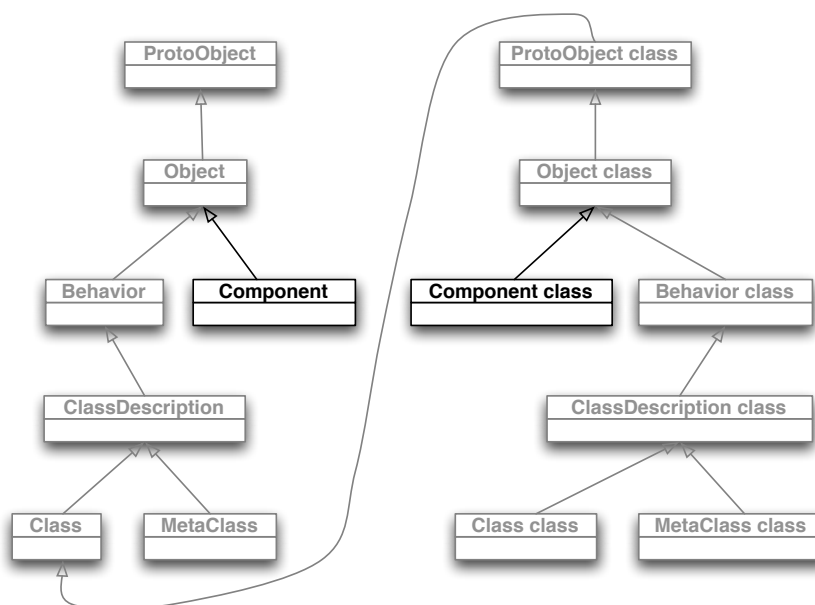 ProtoObject
ProtoObject class
Object
Object class
Behavior
Component
Component class
Behavior class
ClassDescription
ClassDescription class
Class
MetaClass
Class class
MetaClass class